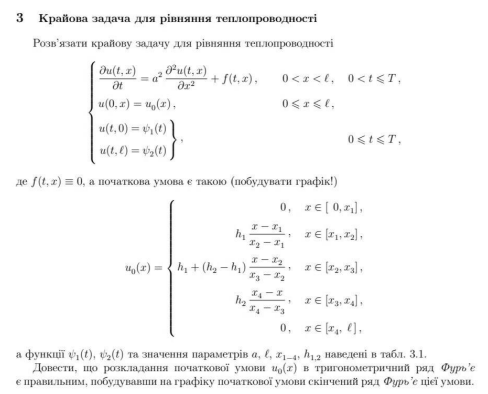 3 Крайова задача для рівняння теплопровідності
Розв'язати крайову задачу для рівняння теплопровідності
∂u(t, x)/∂t = a² ∂²u(t, x)/∂x² + f(t, x), 0 < x < ℓ, 0 < t ⩽ T,
u(0, x) = u₀(x), 0 ⩽ x ⩽ ℓ,
u(t, 0) = ψ₁(t)
u(t, ℓ) = ψ₂(t) }, 0 ⩽ t ⩽ T,
де f(t, x) ≡ 0, а початкова умова є такою (побудувати графік!)
0, x ∈ [ 0, x₁],
h₁ (x − x₁)/(x₂ − x₁), x ∈ [x₁, x₂],
u₀(x) = { h₁ + (h₂ − h₁) (x − x₂)/(x₃ − x₂), x ∈ [x₂, x₃],
h₂ (x₄ − x)/(x₄ − x₃), x ∈ [x₃, x₄],
0, x ∈ [x₄, ℓ],
а функції ψ₁(t), ψ₂(t) та значення параметрів a, ℓ, x₁₋₄, h₁,₂ наведені в табл. 3.1.
Довести, що розкладання початкової умови u₀(x) в тригонометричний ряд Фур'є
є правильним, побудувавши на графіку початкової умови скінчений ряд Фур'є цієї умови.